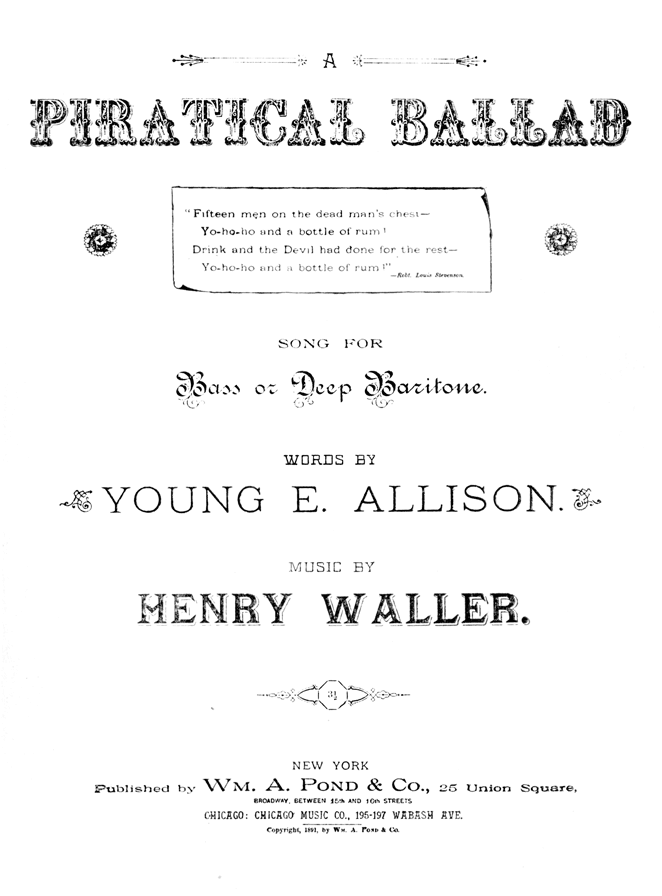 A
PIRATICAL BALLAD
"Fifteen men on the dead man's chest—
Yo-ho-ho and a bottle of rum!
Drink and the Devil had done for the rest—
Yo-ho-ho and a bottle of rum!"
—Robt. Louis Stevenson.
SONG FOR
Bass or Deep Baritone.
WORDS BY
YOUNG E. ALLISON.
MUSIC BY
HENRY WALLER.
3½
NEW YORK
Published by WM. A. POND & CO., 25 Union Square,
BROADWAY, BETWEEN 15th AND 16th STREETS
CHICAGO: CHICAGO MUSIC CO., 195-197 WABASH AVE.
Copyright, 1891, by WM. A. POND & Co.